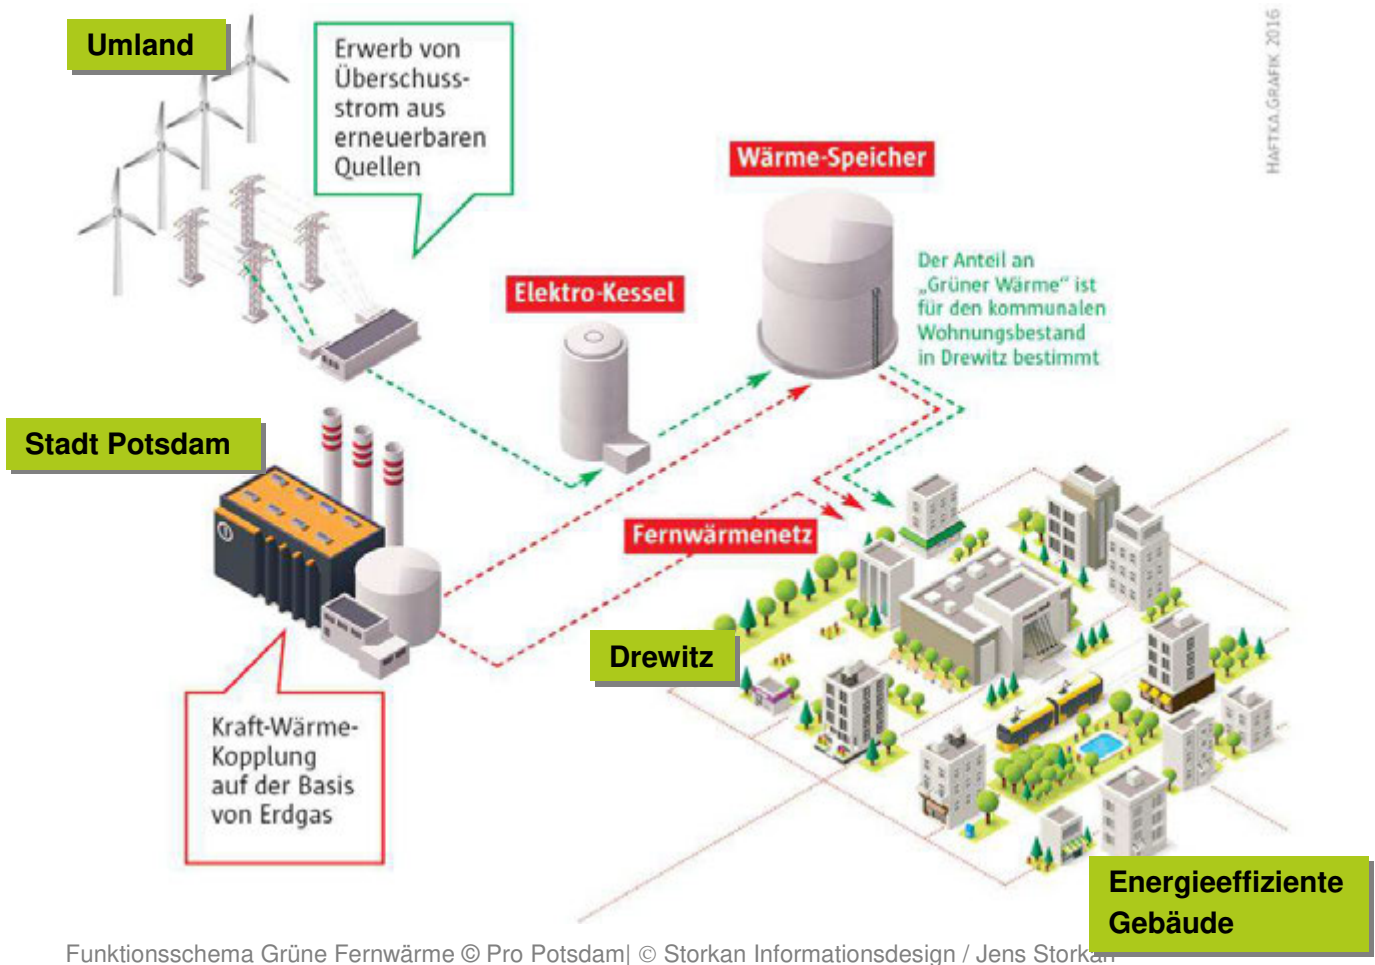 Umland
Erwerb von
Überschuss-
strom aus
erneuerbaren
Quellen
HAFTKA.GRAFIK 2016
Wärme-Speicher
Elektro-Kessel
Der Anteil an
„Grüner Wärme“ ist
für den kommunalen
Wohnungsbestand
in Drewitz bestimmt
Stadt Potsdam
Fernwärmenetz
Drewitz
Kraft-Wärme-
Kopplung
auf der Basis
von Erdgas
Energieeffiziente
Gebäude
Funktionsschema Grüne Fernwärme © Pro Potsdam| © Storkan Informationsdesign / Jens Storkan